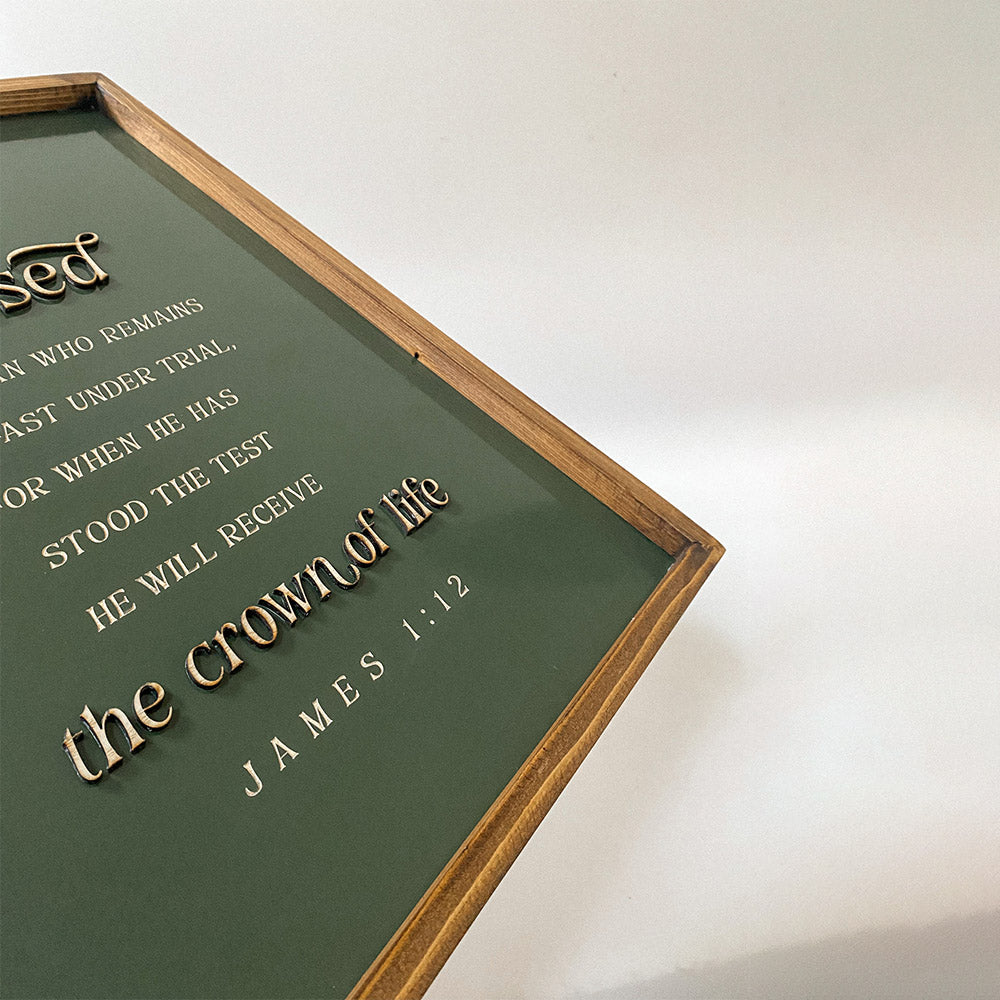 sed
AN WHO REMAINS
AST UNDER TRIAL,
OR WHEN HE HAS
STOOD THE TEST
HE WILL RECEIVE
the crown of life
JAMES 1:12